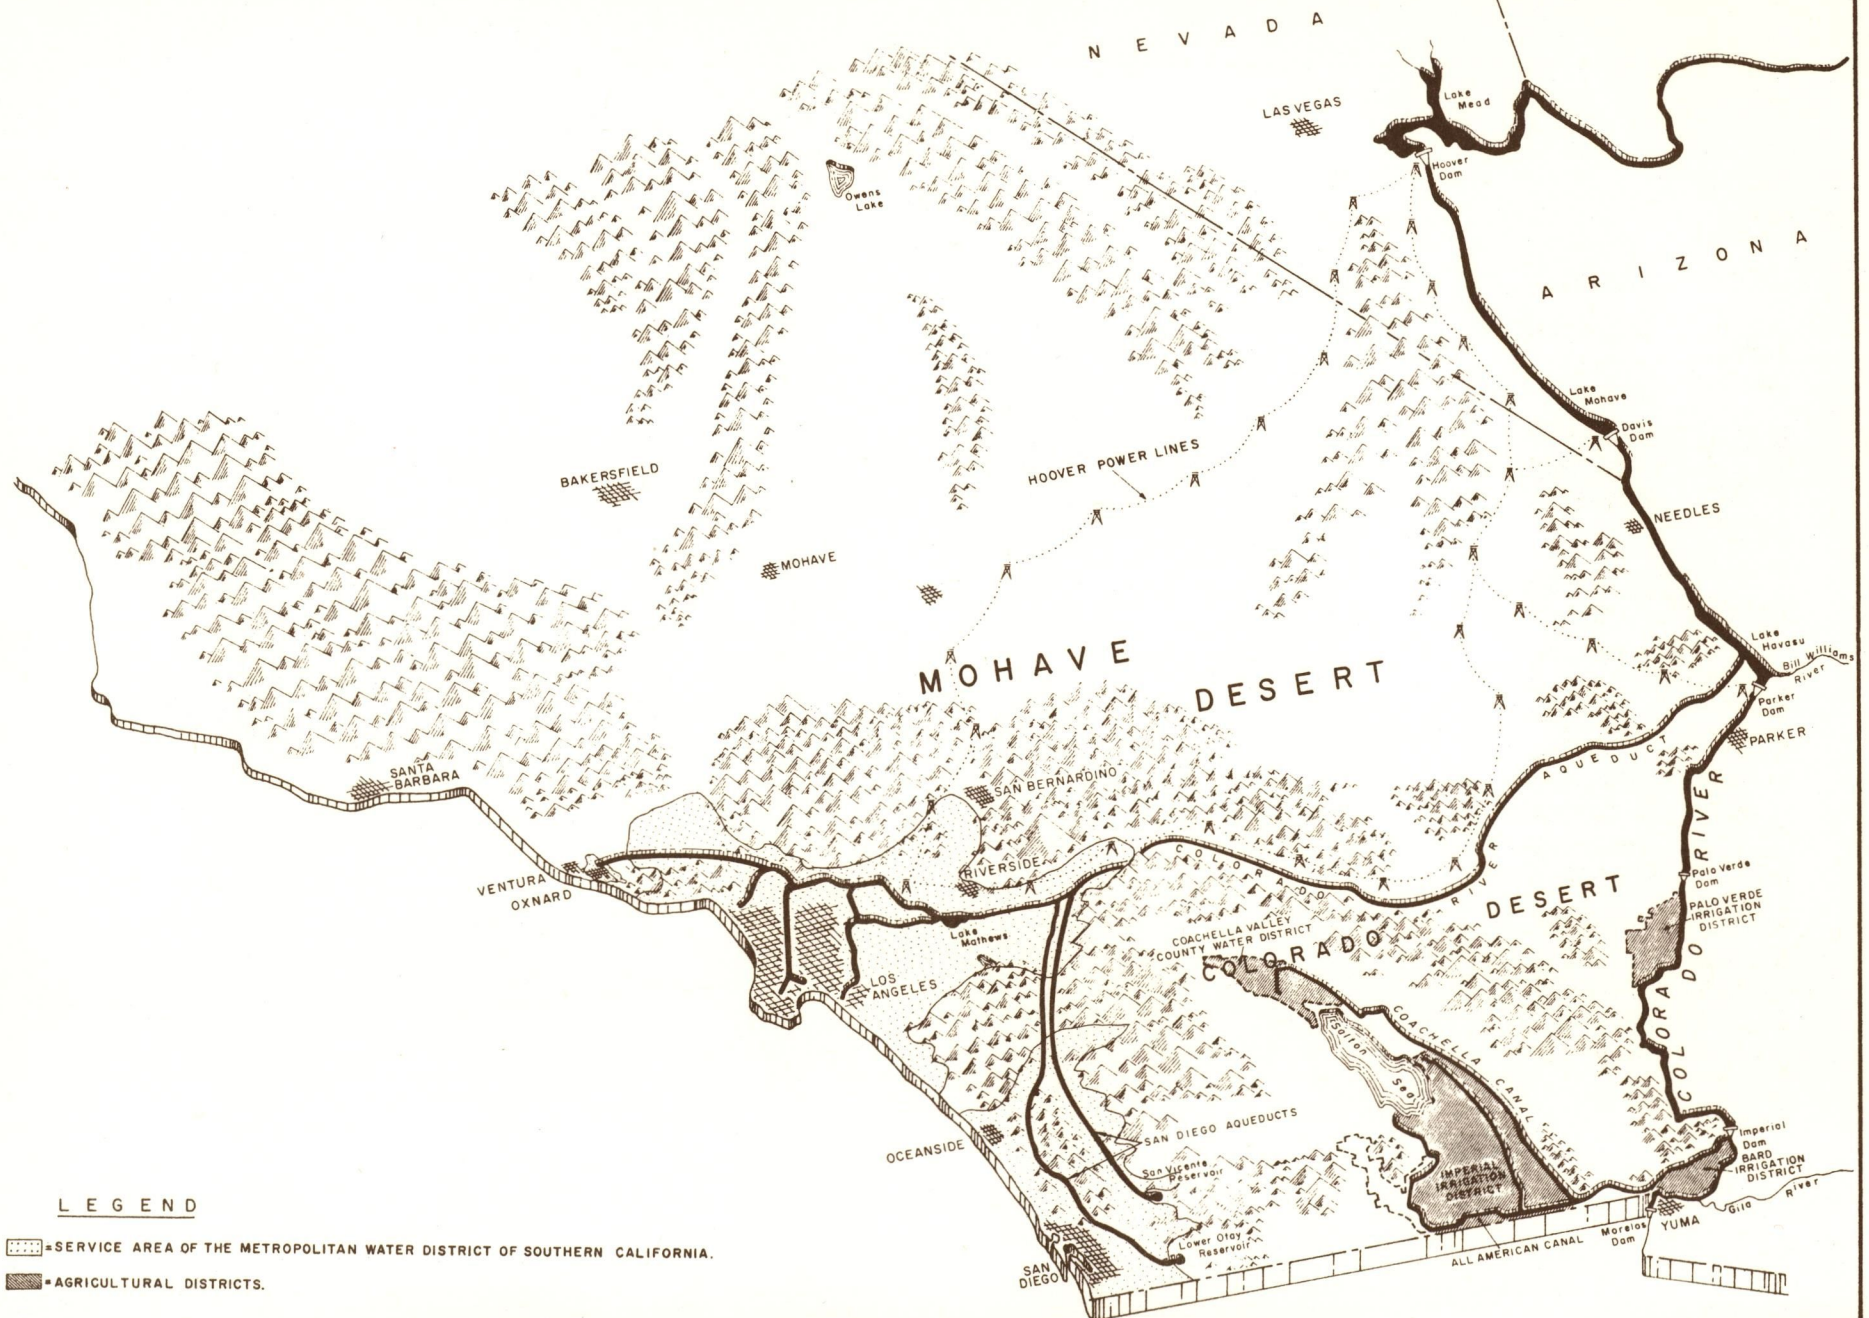 NEVADA
LAS VEGAS
Lake
Mead
Hoover
Dam
Owens
Lake
ARIZONA
Lake
Mohave
Davis
Dam
HOOVER POWER LINES
BAKERSFIELD
NEEDLES
MOHAVE
Lake
Havasu
Bill Williams
River
MOHAVE
DESERT
Parker
Dam
PARKER
AQUEDUCT
SANTA
BARBARA
SAN BERNARDINO
RIVERSIDE
COLORADO
RIVER
VENTURA
OXNARD
Palo Verde
Dam
PALO VERDE
IRRIGATION
DISTRICT
COLORADO RIVER
COLORADO
DESERT
COACHELLA VALLEY
COUNTY WATER DISTRICT
COLORADO
Lake
Mathews
LOS
ANGELES
Salton
Sea
COACHELLA CANAL
SAN DIEGO AQUEDUCTS
OCEANSIDE
San Vicente
Reservoir
Imperial
Dam
BARD
IRRIGATION
DISTRICT
IMPERIAL
IRRIGATION
DISTRICT
Gila
River
YUMA
Morelos
Dam
ALL AMERICAN CANAL
Lower Otay
Reservoir
SAN
DIEGO
LEGEND
=SERVICE AREA OF THE METROPOLITAN WATER DISTRICT OF SOUTHERN CALIFORNIA.
=AGRICULTURAL DISTRICTS.